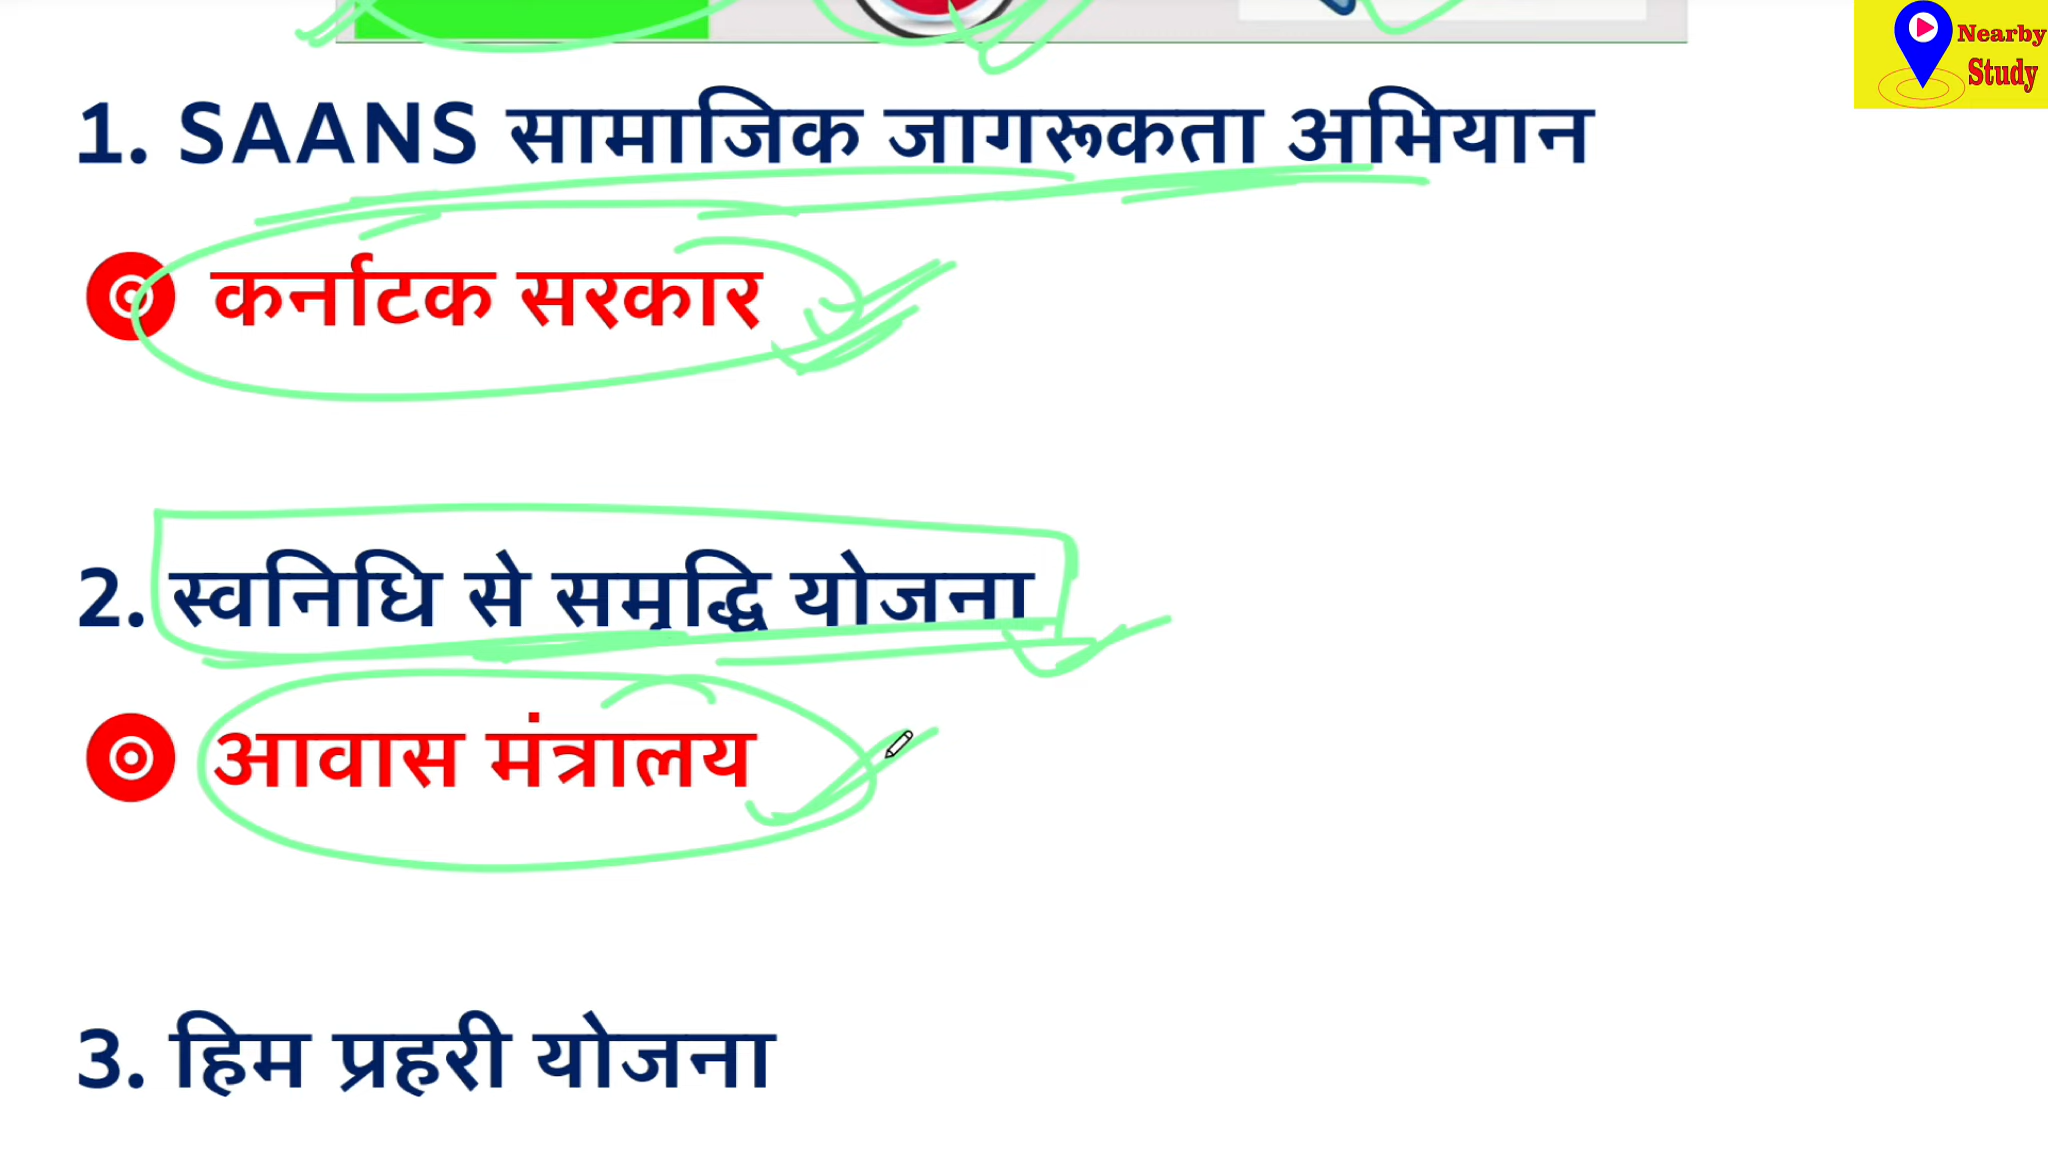 Nearby
Study
1. SAANS सामाजिक जागरूकता अभियान
कर्नाटक सरकार
2. स्वनिधि से समृद्धि योजना
आवास मंत्रालय
3. हिम प्रहरी योजना